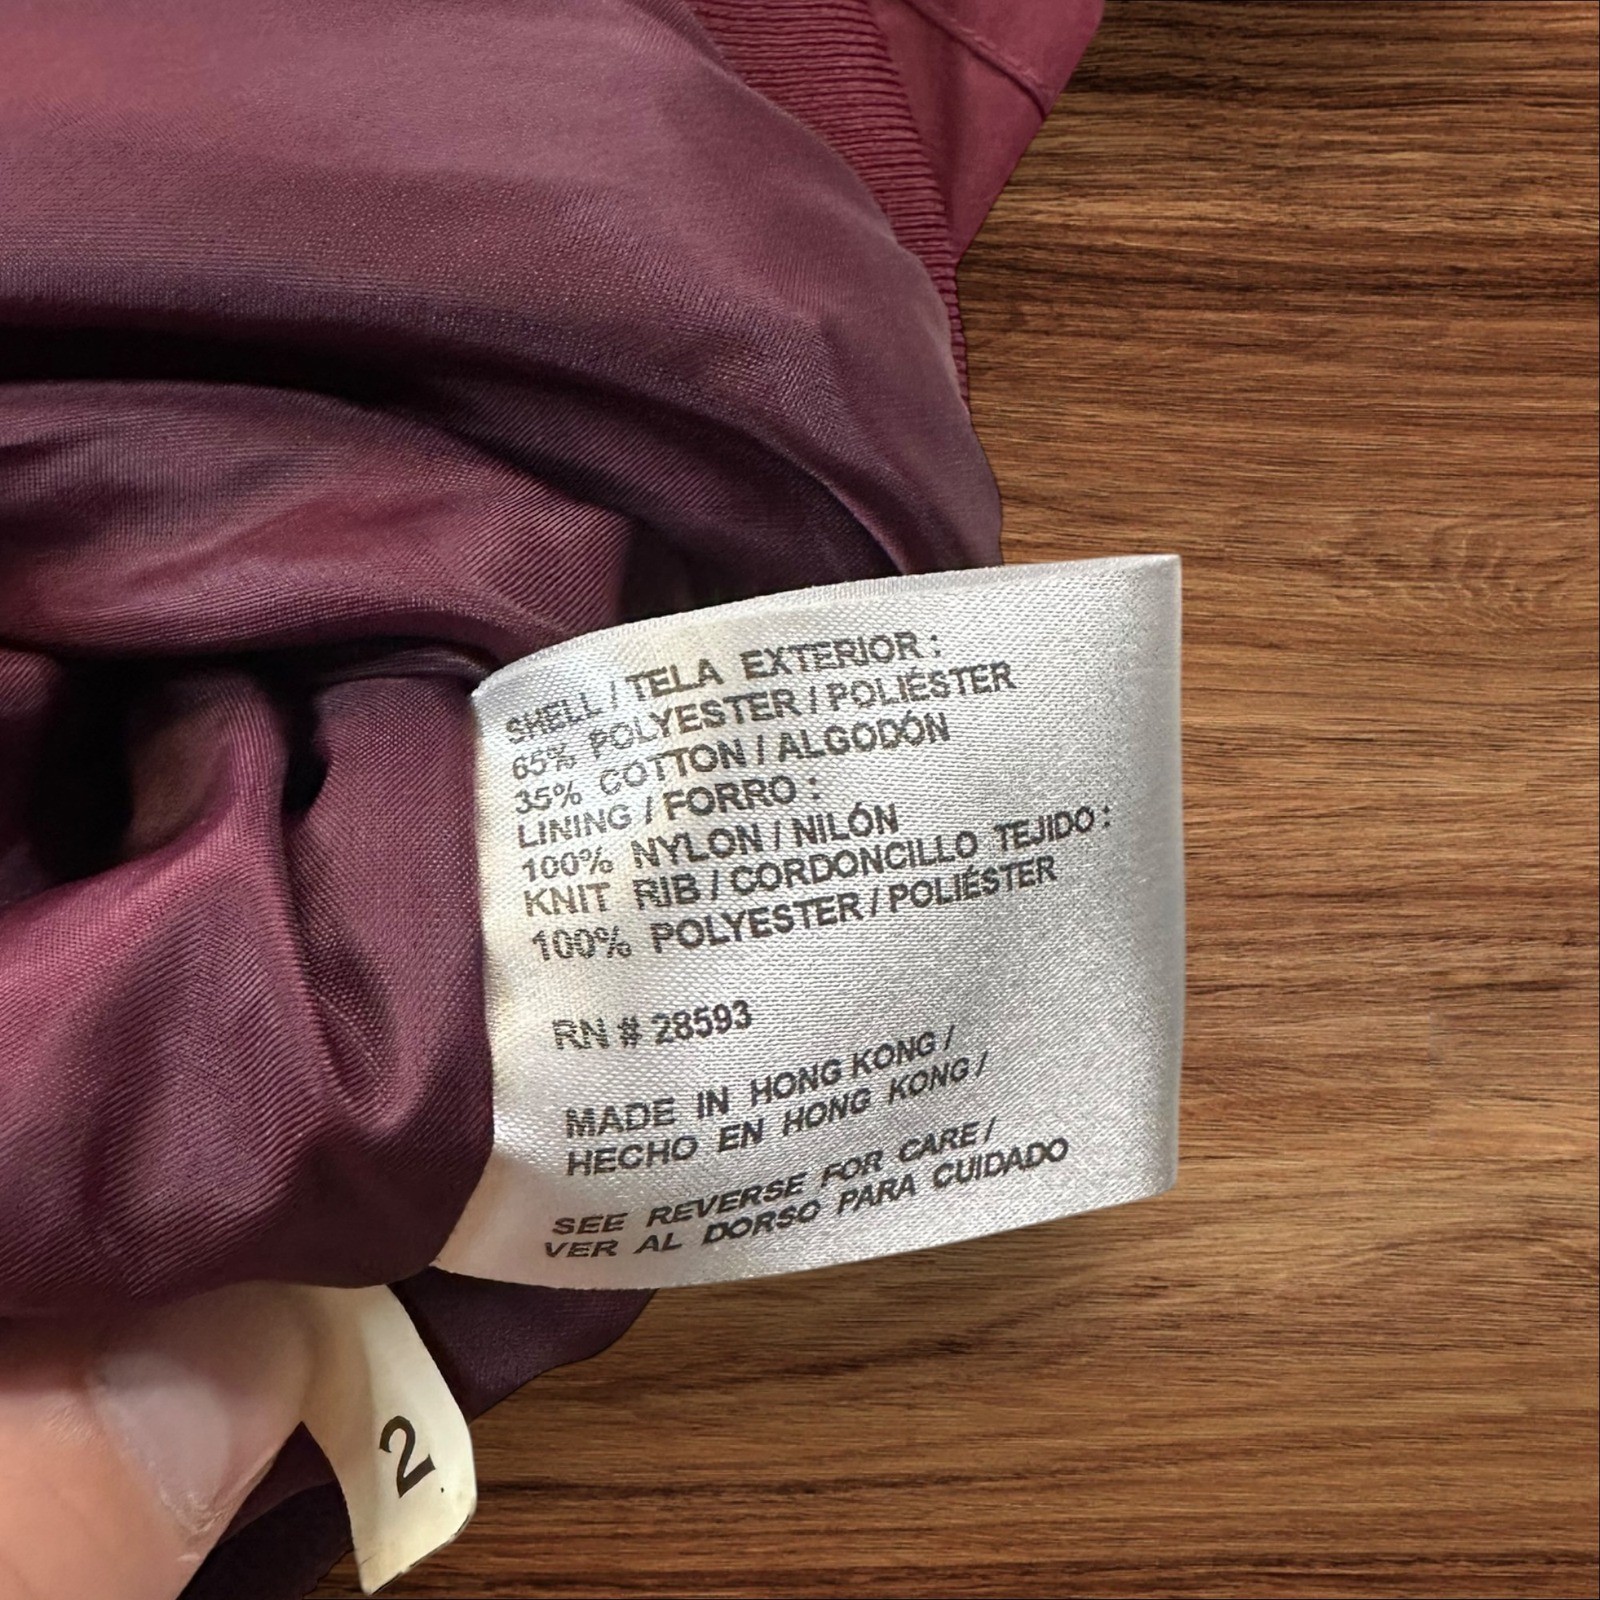 SHELL / TELA EXTERIOR :
65% POLYESTER / POLIÉSTER
35% COTTON / ALGODÓN
LINING / FORRO :
100% NYLON / NILÓN
KNIT RIB / CORDONCILLO TEJIDO :
100% POLYESTER / POLIÉSTER
RN # 28593
MADE IN HONG KONG /
HECHO EN HONG KONG /
SEE REVERSE FOR CARE /
VER AL DORSO PARA CUIDADO
2